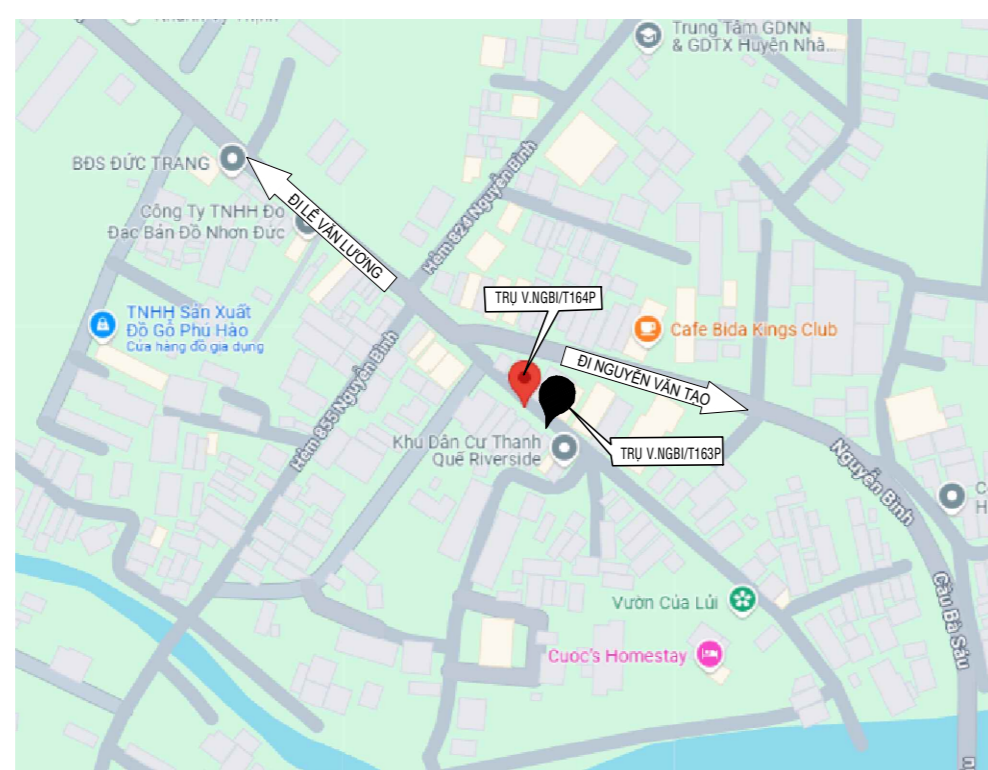 Trung Tâm GDNN
& GDTX Huyện Nhà...
BĐS ĐỨC TRANG
ĐI LÊ VĂN LƯƠNG
Công Ty TNHH Đo
Đạc Bản Đồ Nhơn Đức
Hẻm 824 Nguyễn Bình
TRỤ V.NGBI/T164P
TNHH Sản Xuất
Đồ Gỗ Phú Hào
Cửa hàng đồ gia dụng
Cafe Bida Kings Club
Hẻm 855 Nguyễn Bình
ĐI NGUYỄN VĂN TẠO
Khu Dân Cư Thanh
Quế Riverside
TRỤ V.NGBI/T163P
Nguyễn Bình
C
H
Cầu Bà Sáu
Vườn Của Lủi
Cuoc's Homestay